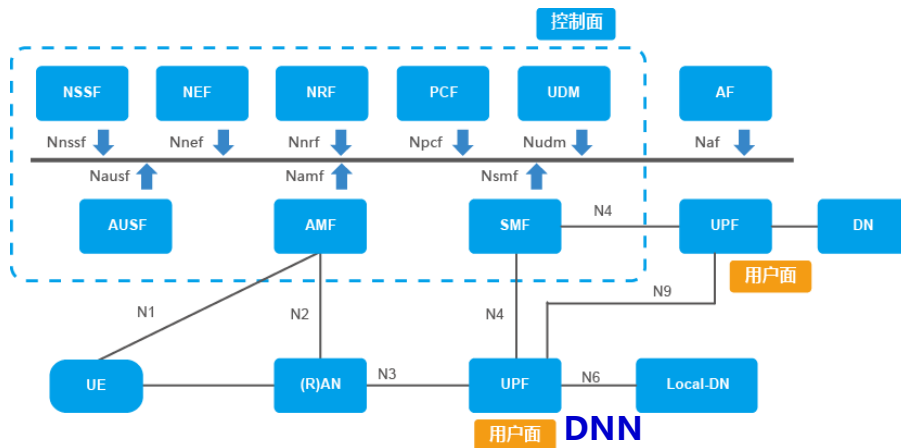 控制面
NSSF NEF NRF PCF UDM AF
Nnssf Nnef Nnrf Npcf Nudm Naf
Nausf Namf Nsmf
AUSF AMF SMF N4 UPF DN
用户面
N1 N2 N4 N9
UE (R)AN N3 UPF N6 Local-DN
用户面 DNN